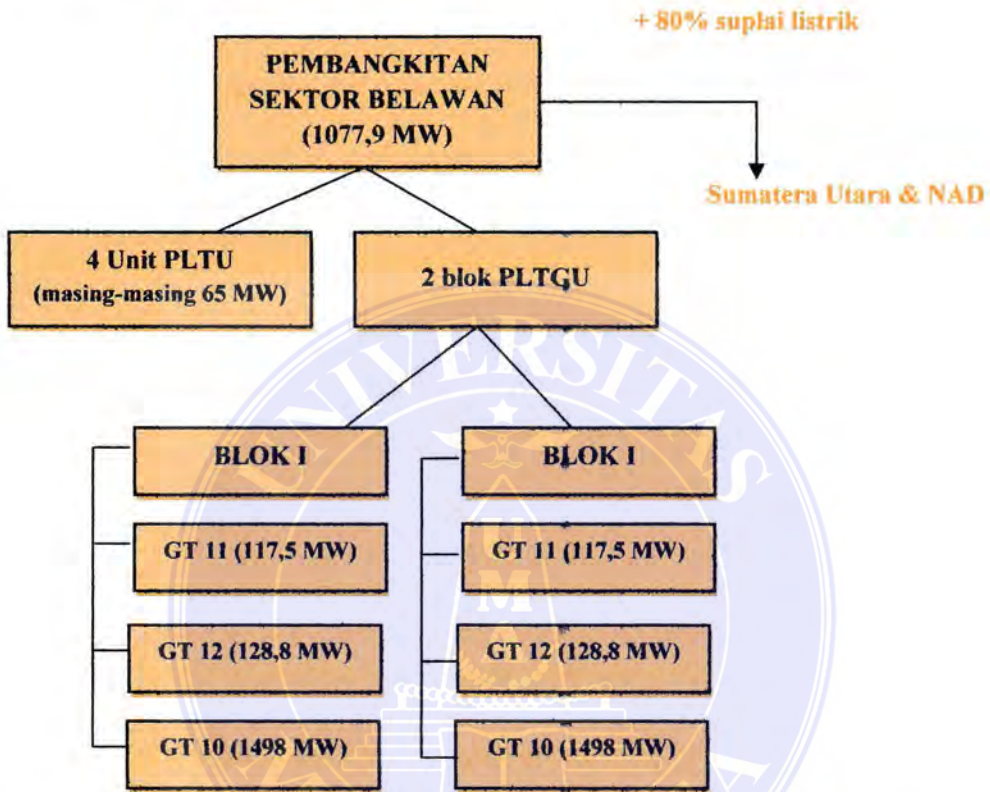 + 80% suplai listrik
PEMBANGKITAN
SEKTOR BELAWAN
(1077,9 MW)
Sumatera Utara & NAD
4 Unit PLTU
(masing-masing 65 MW)
2 blok PLTGU
BLOK I
BLOK I
GT 11 (117,5 MW)
GT 11 (117,5 MW)
GT 12 (128,8 MW)
GT 12 (128,8 MW)
GT 10 (1498 MW)
GT 10 (1498 MW)
UNIVERSITAS
U
M
A